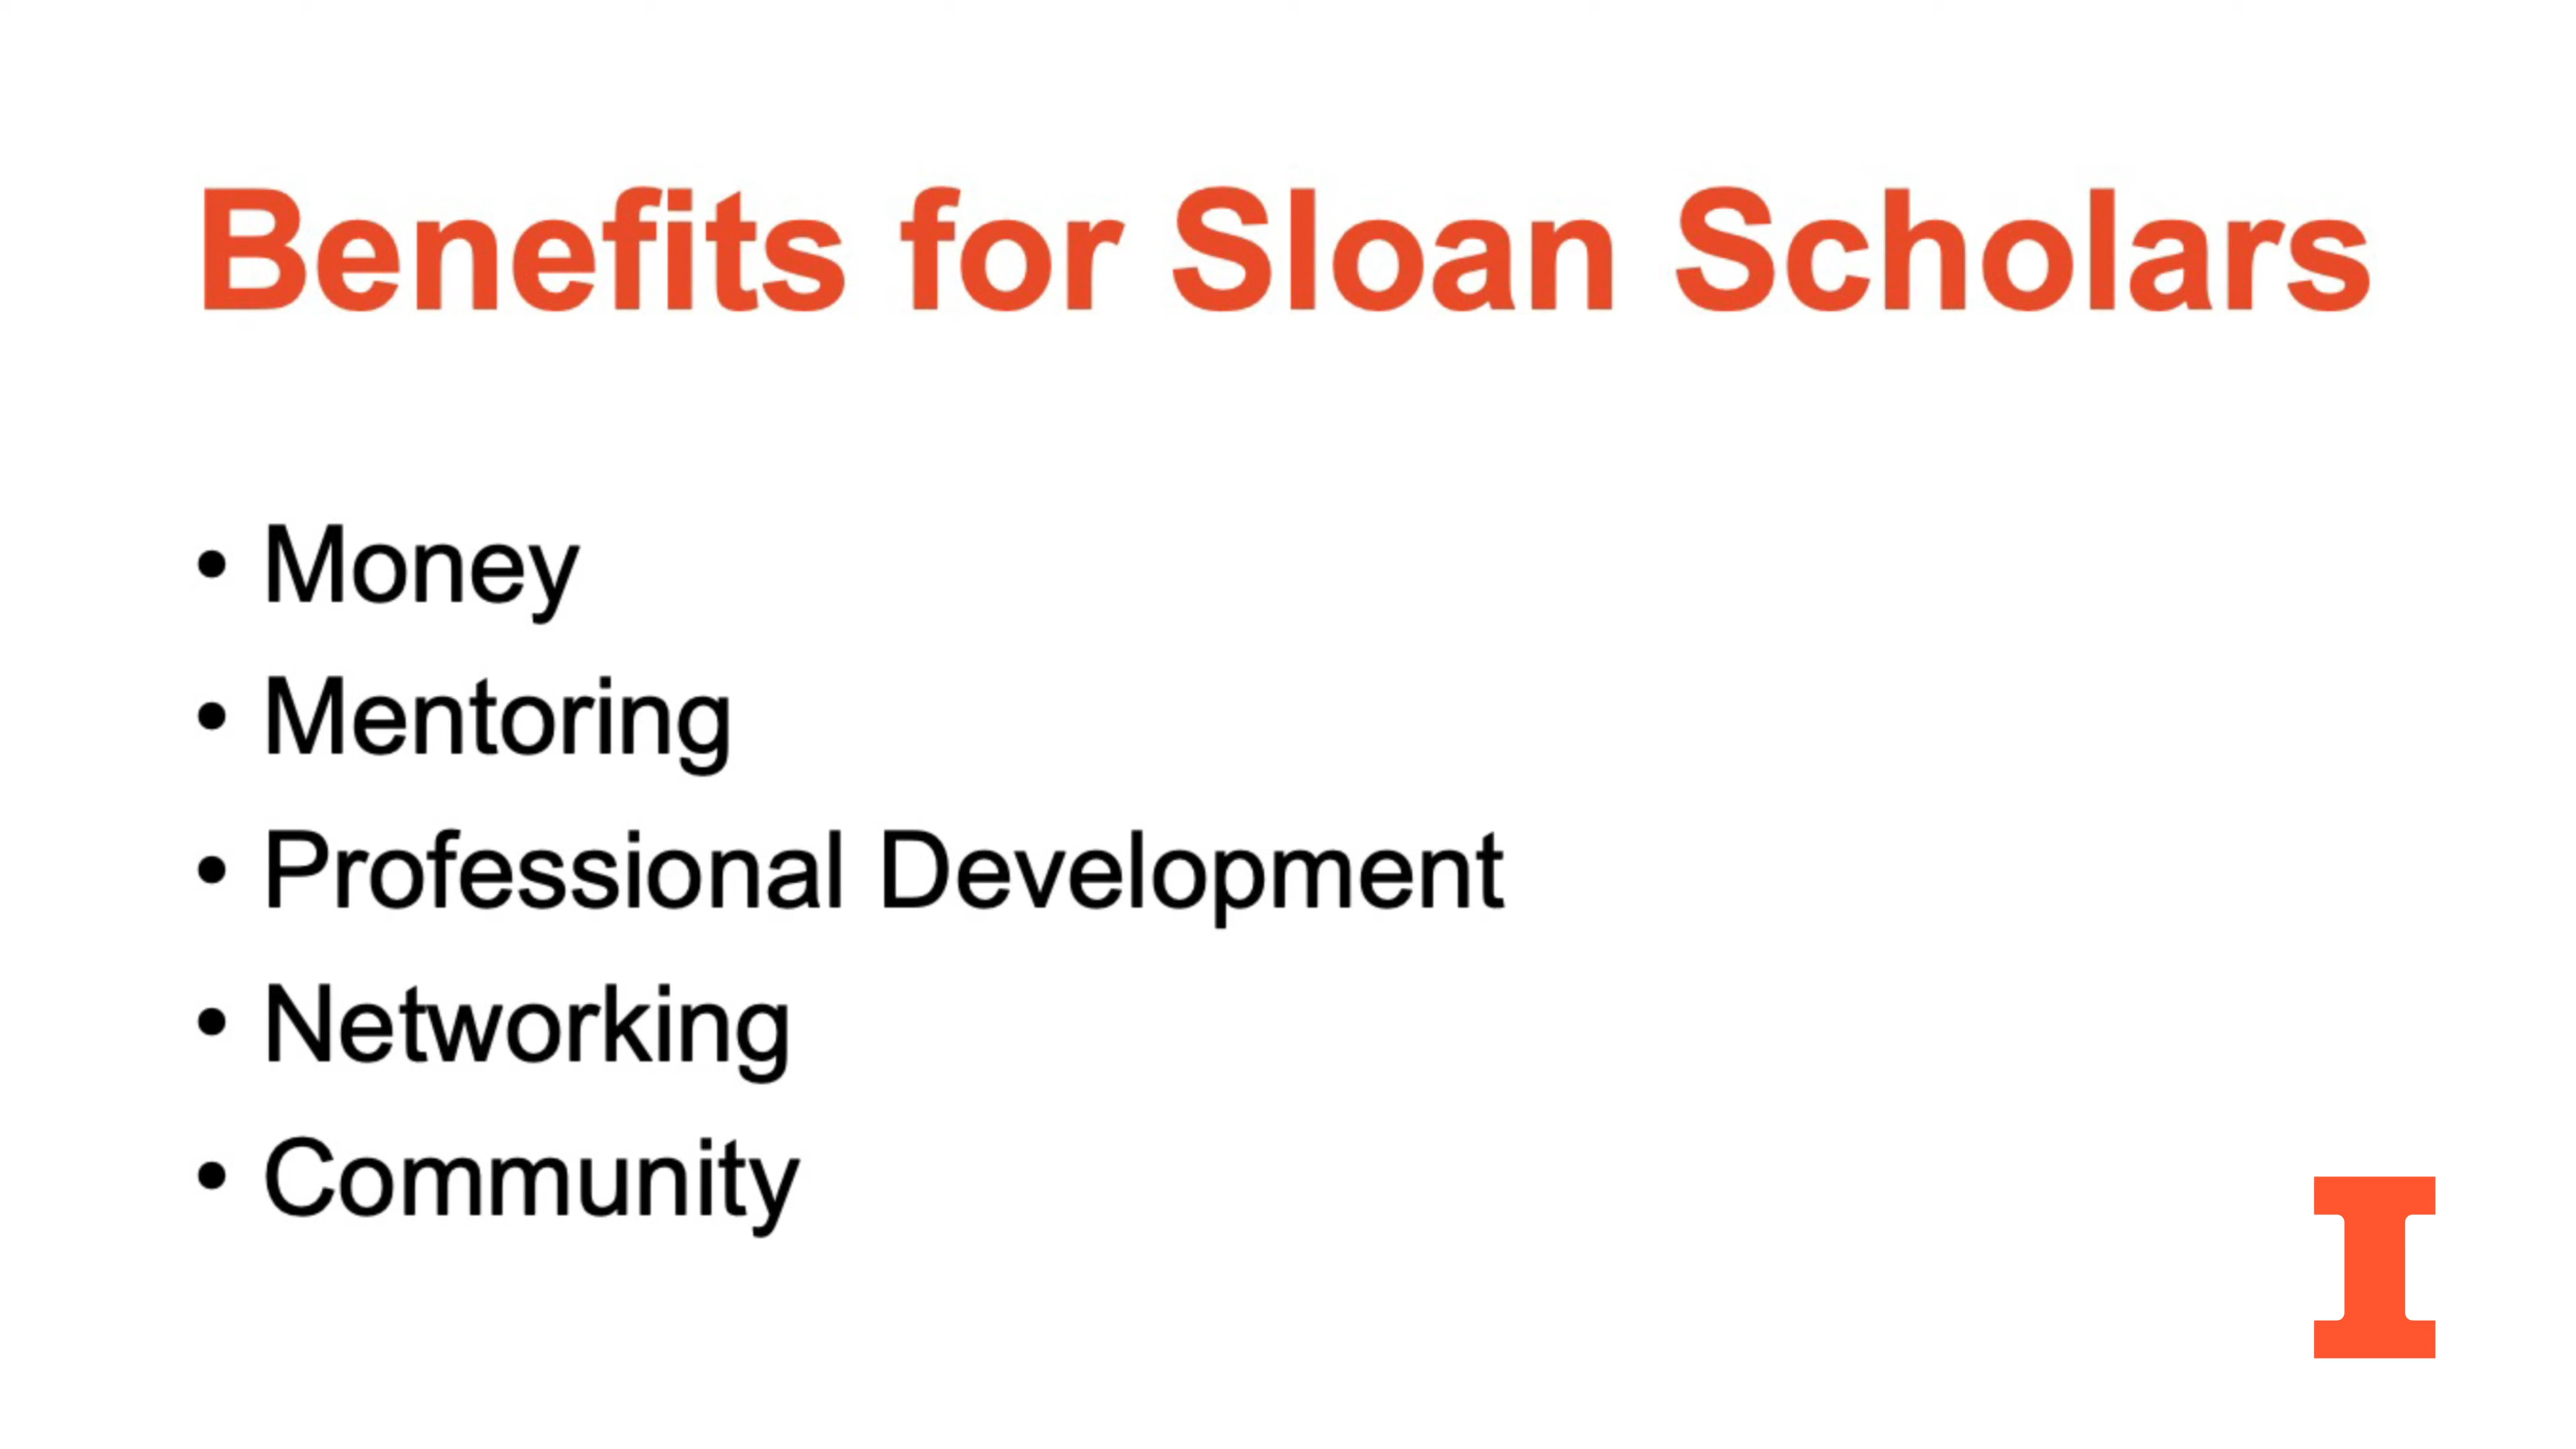 Benefits for Sloan Scholars
• Money
• Mentoring
• Professional Development
• Networking
• Community
I